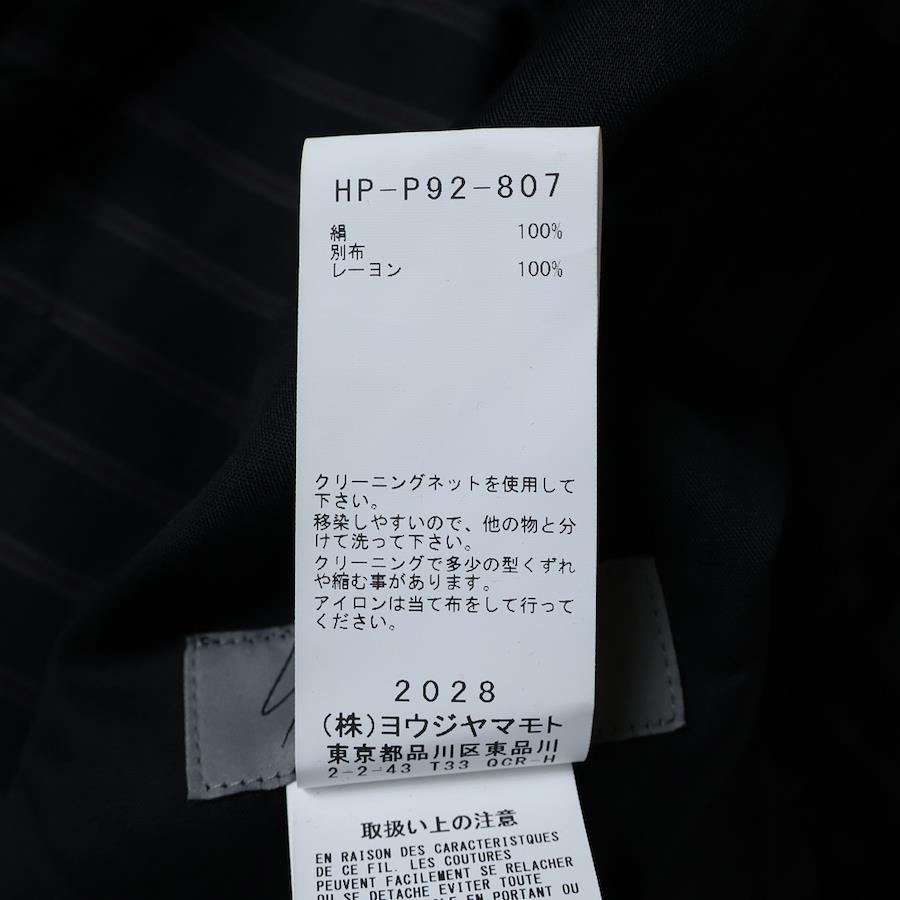 HP-P92-807
絹 100%
別布
レーヨン 100%
クリーニングネットを使用して
下さい。
移染しやすいので、他の物と分
けて洗って下さい。
クリーニングで多少の型くずれ
や縮む事があります。
アイロンは当て布をして行って
ください。
2028
(株)ヨウジヤマモト
東京都品川区東品川
2-2-43 T33 QCR-H
取扱い上の注意
EN RAISON DES CARACTERISTQUES
DE CE FIL. LES COUTURES
PEUVENT FACILEMENT SE RELACHER
OU SE DETACHE EVITER TOUTE
EN PORTANT OU